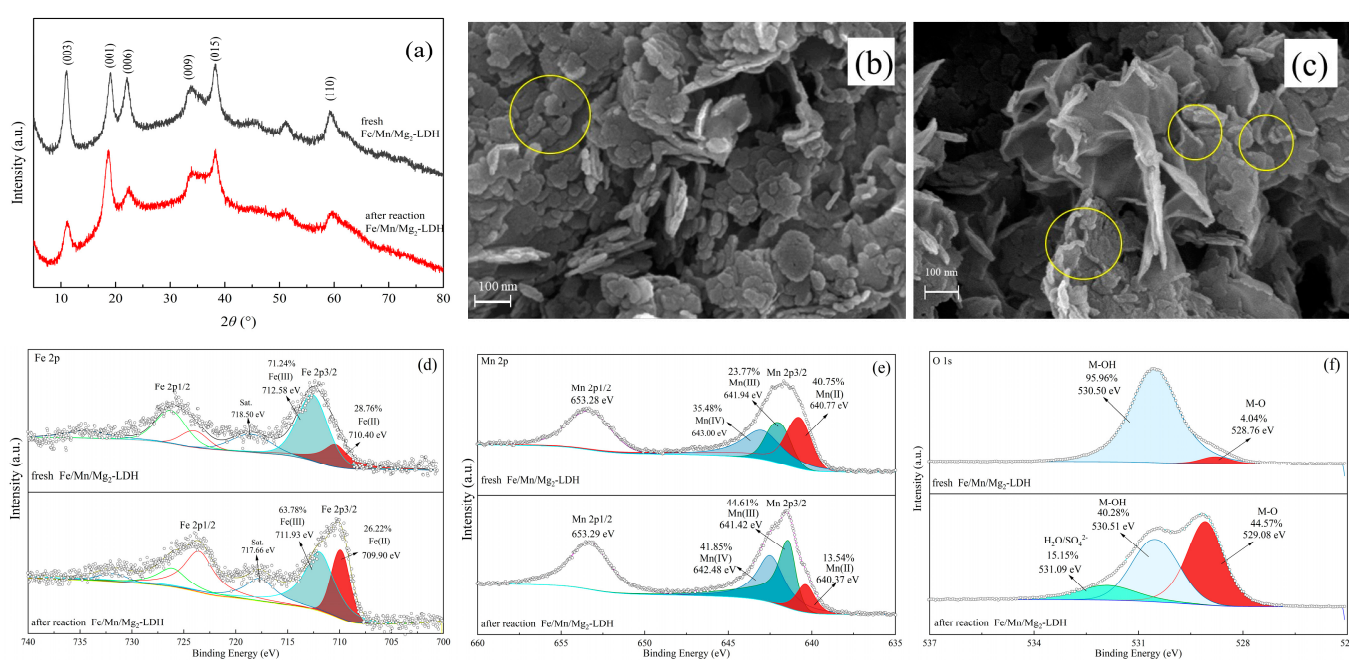 (a)
(003)
(001)
(006)
(009)
(015)
(110)
fresh
Fe/Mn/Mg2-LDH
after reaction
Fe/Mn/Mg2-LDH
Intensity (a.u.)
10 20 30 40 50 60 70 80
2θ (°)
(b)
100 nm
(c)
100 nm
Fe 2p
(d)
71.24%
Fe(III)
712.58 eV
Fe 2p3/2
Fe 2p1/2
Sat.
718.50 eV
28.76%
Fe(II)
710.40 eV
fresh Fe/Mn/Mg2-LDH
63.78%
Fe(III)
711.93 eV
Fe 2p3/2
Fe 2p1/2
Sat.
717.66 eV
26.22%
Fe(II)
709.90 eV
after reaction Fe/Mn/Mg2-LDH
Intensity (a.u.)
740 735 730 725 720 715 710 705 700
Binding Energy (eV)
Mn 2p
(e)
23.77%
Mn(III)
641.94 eV
Mn 2p3/2
40.75%
Mn(II)
640.77 eV
Mn 2p1/2
653.28 eV
35.48%
Mn(IV)
643.00 eV
fresh Fe/Mn/Mg2-LDH
44.61%
Mn(III)
641.42 eV
Mn 2p3/2
Mn 2p1/2
653.29 eV
41.85%
Mn(IV)
642.48 eV
13.54%
Mn(II)
640.37 eV
after reaction Fe/Mn/Mg2-LDH
Intensity (a.u.)
660 655 650 645 640 635
Binding Energy (eV)
O 1s
(f)
M-OH
95.96%
530.50 eV
M-O
4.04%
528.76 eV
fresh Fe/Mn/Mg2-LDH
M-OH
40.28%
530.51 eV
M-O
44.57%
529.08 eV
H2O/SO4^2-
15.15%
531.09 eV
after reaction Fe/Mn/Mg2-LDH
Intensity (a.u.)
537 534 531 528 52
Binding Energy (eV)